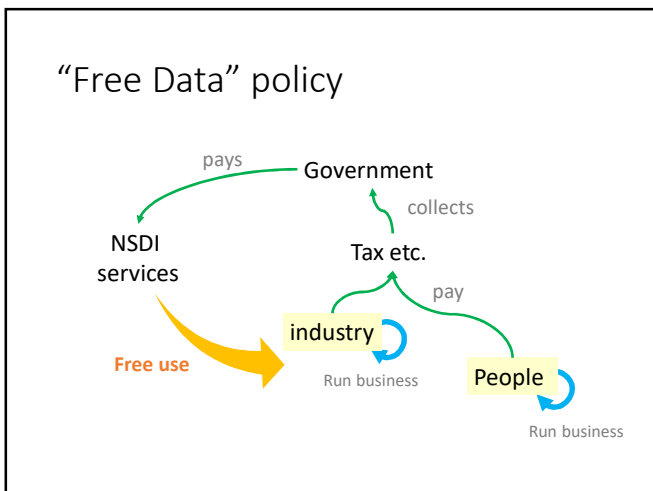 “Free Data” policy
pays
Government
collects
NSDI
services
Tax etc.
pay
industry
Free use
Run business
People
Run business